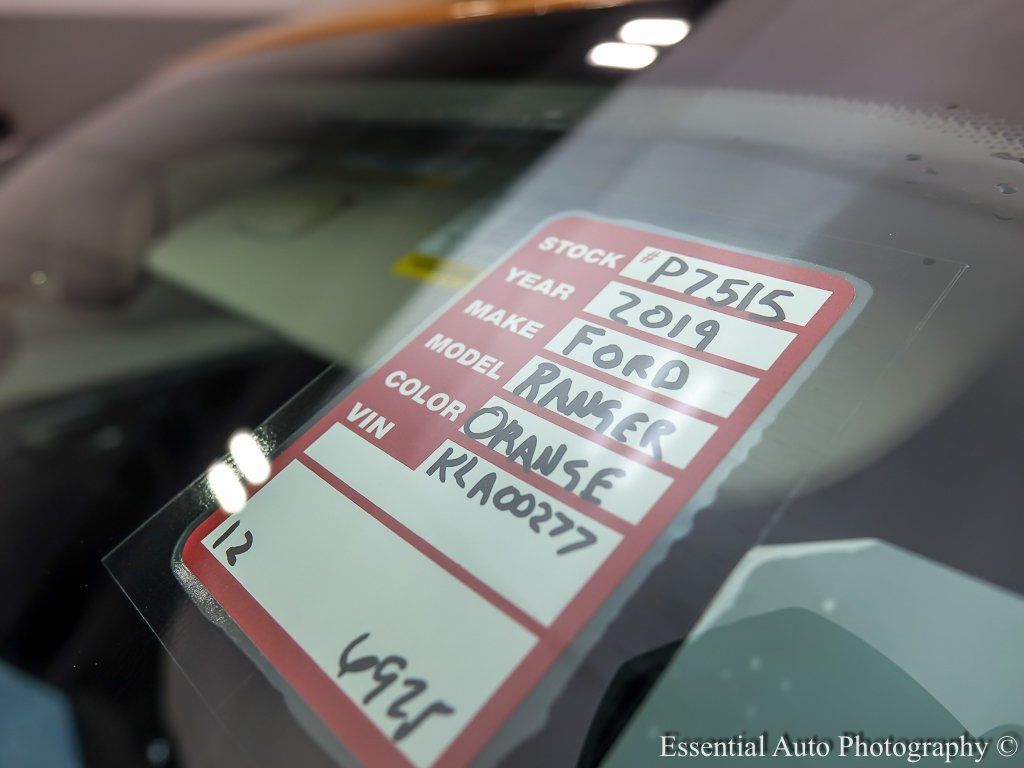 STOCK #P7515
YEAR 2019
MAKE FORD
MODEL RANGER
COLOR ORANGE
VIN KLA00277
12
6925
Essential Auto Photography ©